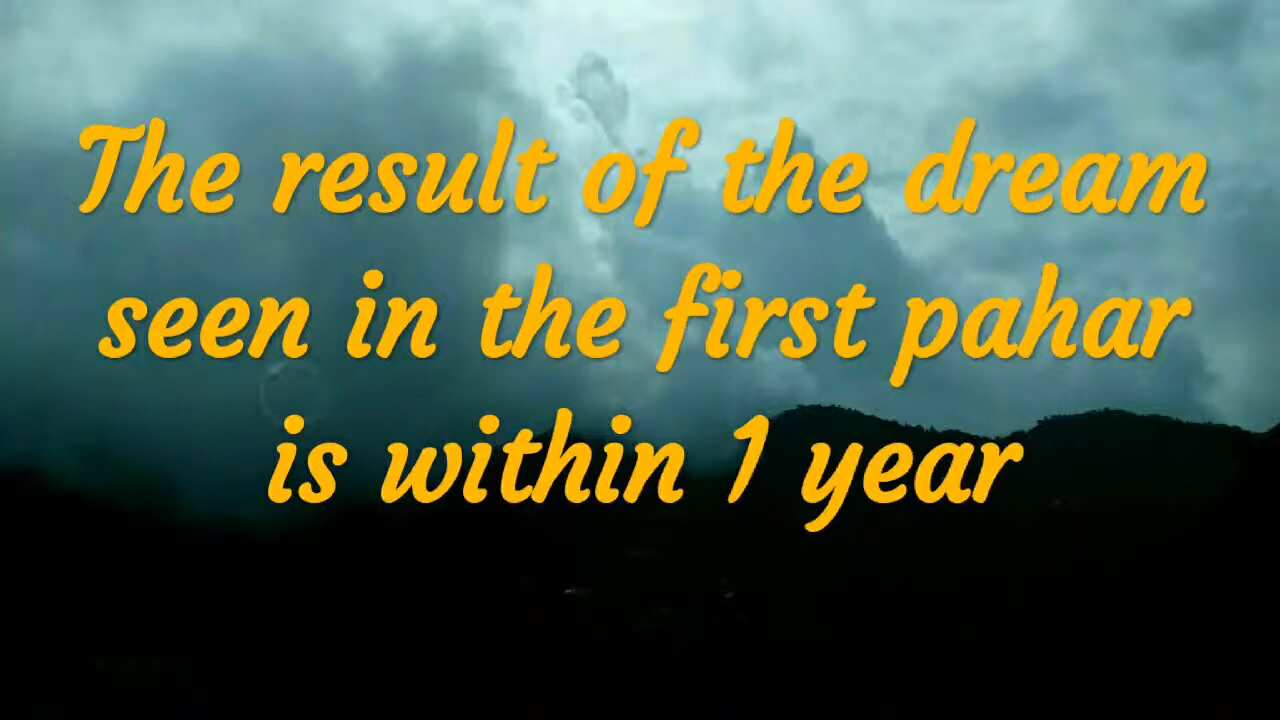 The result of the dream
seen in the first pahar
is within 1 year